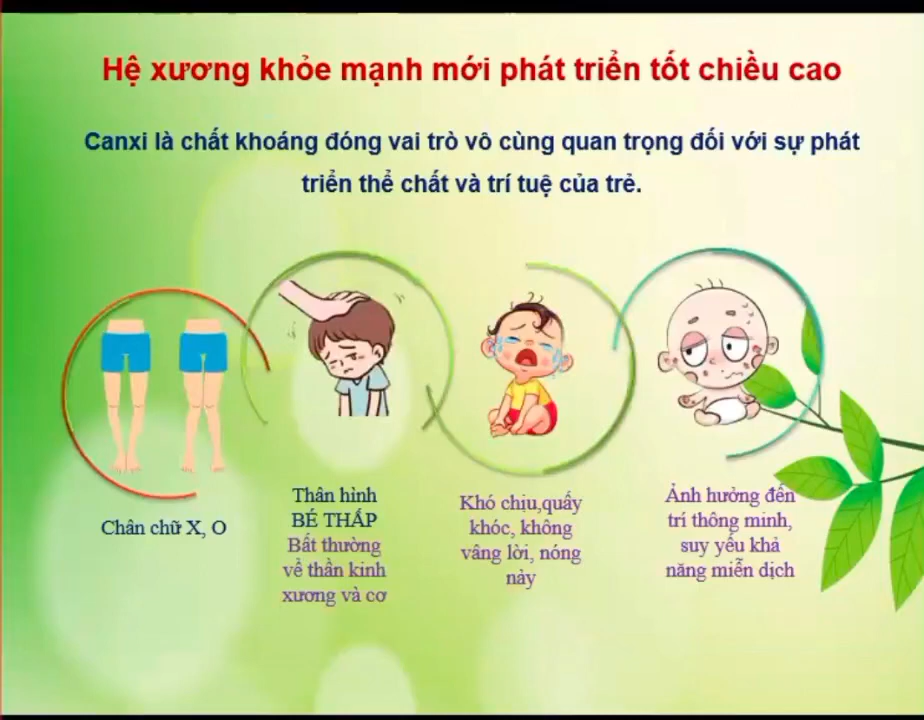 Hệ xương khỏe mạnh mới phát triển tốt chiều cao
Canxi là chất khoáng đóng vai trò vô cùng quan trọng đối với sự phát
triển thể chất và trí tuệ của trẻ.
Chân chữ X, O
Thân hình
BÉ THẤP
Bất thường
về thần kinh
xương và cơ
Khó chịu,quấy
khóc, không
vâng lời, nóng
nảy
Ảnh hưởng đến
trí thông minh,
suy yếu khả
năng miễn dịch